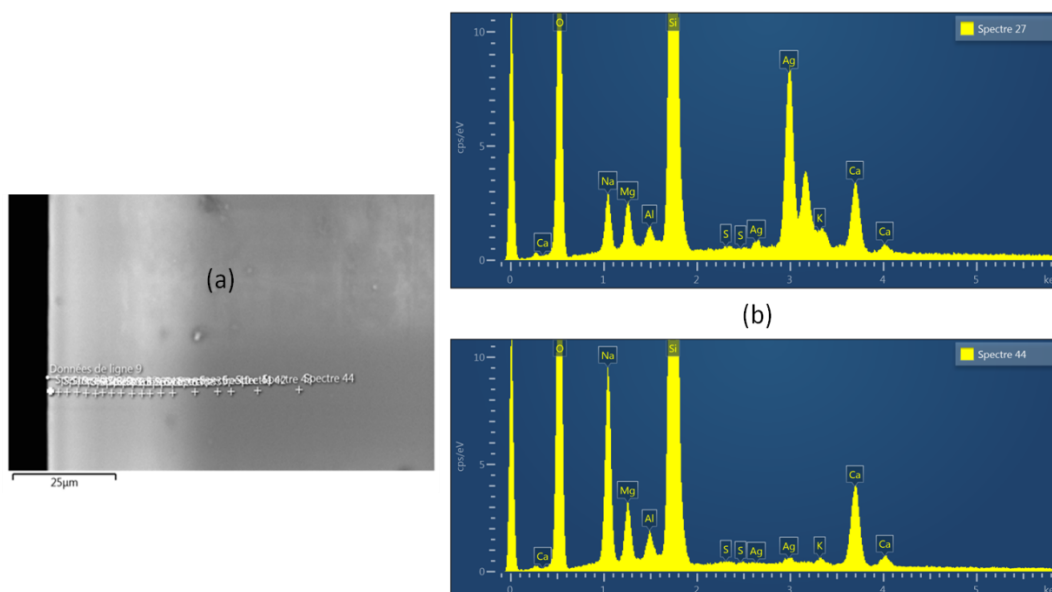 (a)
Données de ligne 9
Spectre 44
25µm
Spectre 27
10
5
0
cps/eV
O
Si
Ag
Na
Mg
Al
Ca
S
S
Ag
K
Ca
Ca
0
1
2
3
4
5
(b)
Spectre 44
10
5
0
cps/eV
O
Si
Na
Mg
Al
Ca
S
S
Ag
Ag
K
Ca
Ca
0
1
2
3
4
5